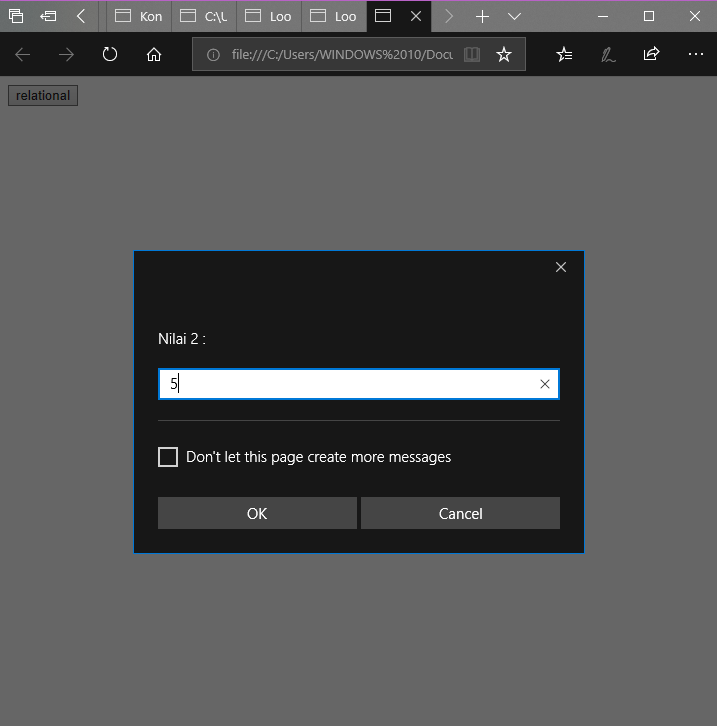 Kon
C:\U
Loo
Loo
file:///C:/Users/WINDOWS%2010/Docu
relational
Nilai 2 :
5
Don't let this page create more messages
OK
Cancel